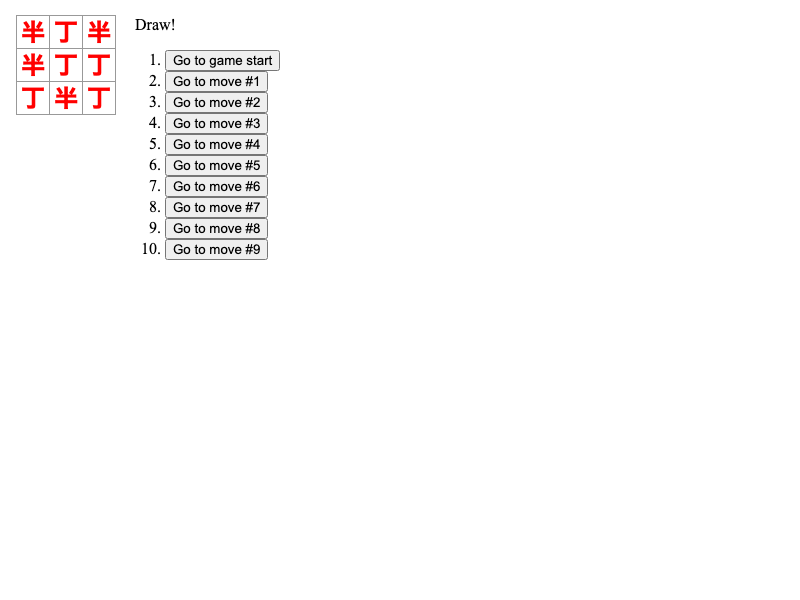 半 丁 半
半 丁 丁
丁 半 丁
Draw!
1. Go to game start
2. Go to move #1
3. Go to move #2
4. Go to move #3
5. Go to move #4
6. Go to move #5
7. Go to move #6
8. Go to move #7
9. Go to move #8
10. Go to move #9